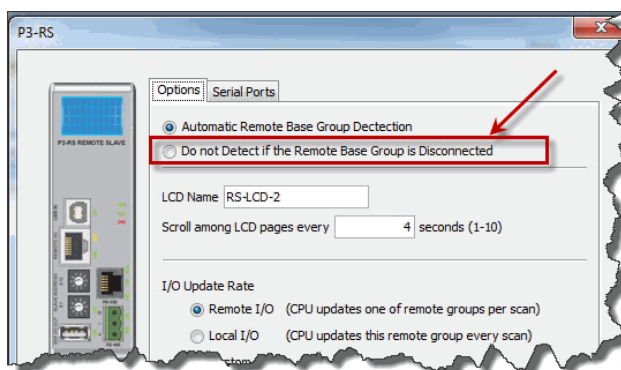 P3-RS
Options Serial Ports
P3-RS REMOTE SLAVE
Automatic Remote Base Group Dectection
Do not Detect if the Remote Base Group is Disconnected
LCD Name RS-LCD-2
Scroll among LCD pages every 4 seconds (1-10)
I/O Update Rate
Remote I/O (CPU updates one of remote groups per scan)
Local I/O (CPU updates this remote group every scan)